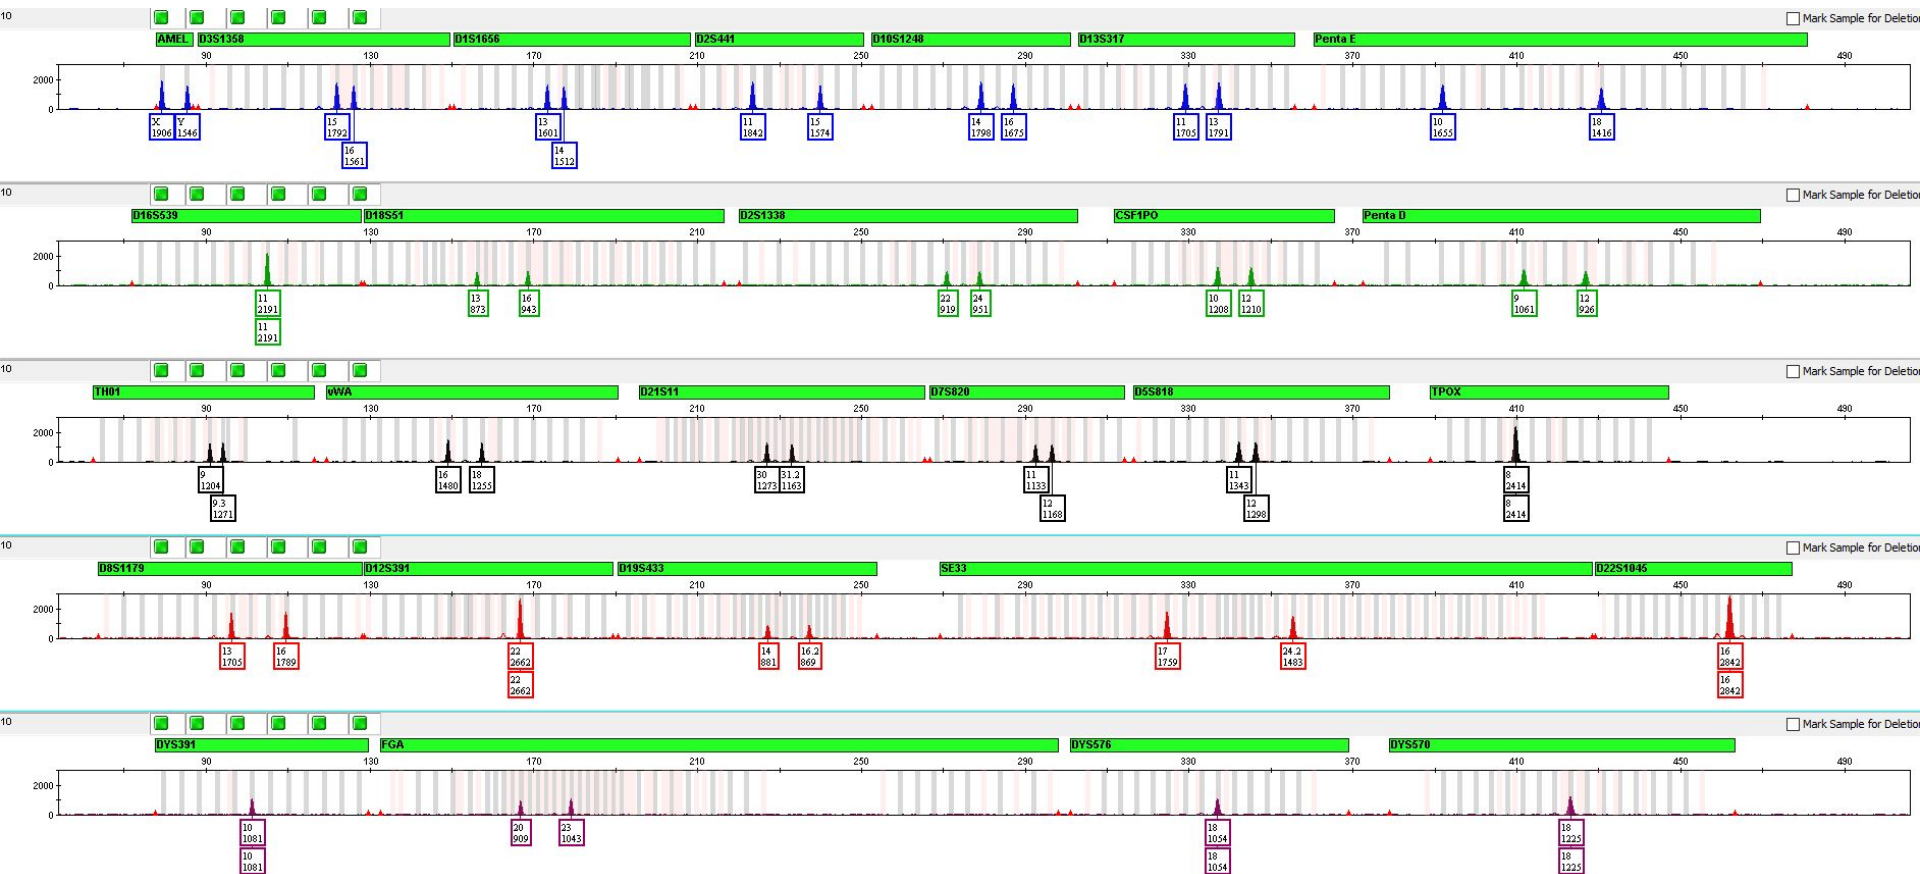 10
Mark Sample for Deletio
AMEL D3S1358 D1S1656 D2S441 D10S1248 D13S317 Penta E
90 130 170 210 250 290 330 370 410 450 490
2000
0
X Y 15 13 11 15 14 16 11 13 10 18
1906 1546 1792 1601 1842 1574 1798 1675 1705 1791 1655 1416
16 14
1561 1512
10
Mark Sample for Deletio
D16S539 D18S51 D2S1338 CSF1PO Penta D
90 130 170 210 250 290 330 370 410 450 490
2000
0
11 13 16 22 24 10 12 9 12
2191 873 943 919 951 1208 1210 1061 926
11
2191
10
Mark Sample for Deletio
TH01 vWA D21S11 D7S820 D5S818 TPOX
90 130 170 210 250 290 330 370 410 450 490
2000
0
9 16 18 30 31.2 11 11 8
1204 1480 1255 1273 1163 1133 1343 2414
9.3 12 12 8
1271 1168 1298 2414
10
Mark Sample for Deletio
D8S1179 D12S391 D19S433 SE33 D22S1045
90 130 170 210 250 290 330 370 410 450 490
2000
0
13 16 22 14 16.2 17 24.2 16
1705 1789 2662 881 869 1759 1483 2842
22 16
2662 2842
10
Mark Sample for Deletio
DYS391 FGA DYS576 DYS570
90 130 170 210 250 290 330 370 410 450 490
2000
0
10 20 23 18 18
1081 909 1043 1054 1225
10 18 18
1081 1054 1225